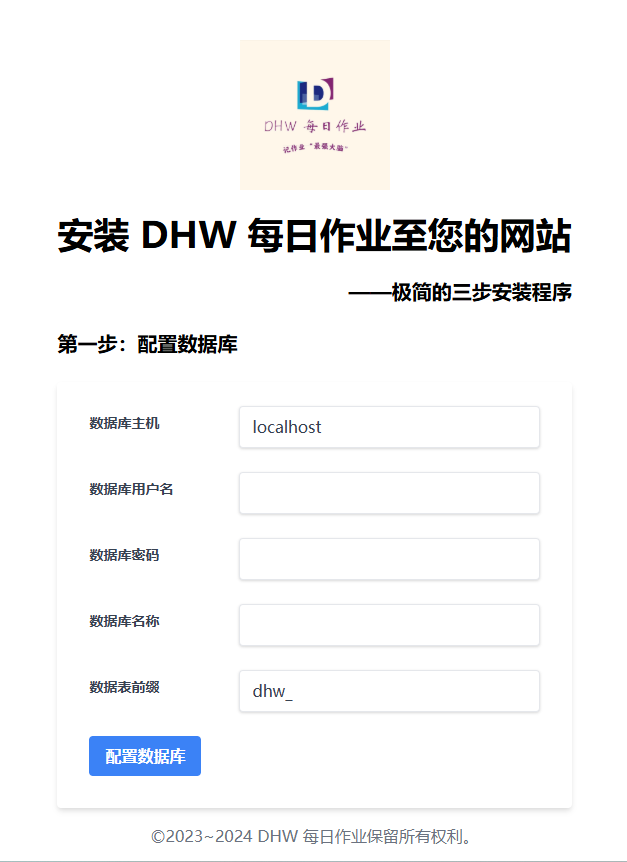 D
DHW 每日作业
记作业“最强大脑”
安装 DHW 每日作业至您的网站
——极简的三步安装程序
第一步：配置数据库
数据库主机
localhost
数据库用户名
数据库密码
数据库名称
数据表前缀
dhw_
配置数据库
©2023~2024 DHW 每日作业保留所有权利。